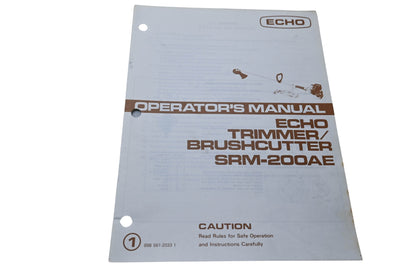 ECHO
OPERATOR'S MANUAL
ECHO
TRIMMER/
BRUSHCUTTER
SRM-200AE
CAUTION
Read Rules for Safe Operation
and Instructions Carefully
1